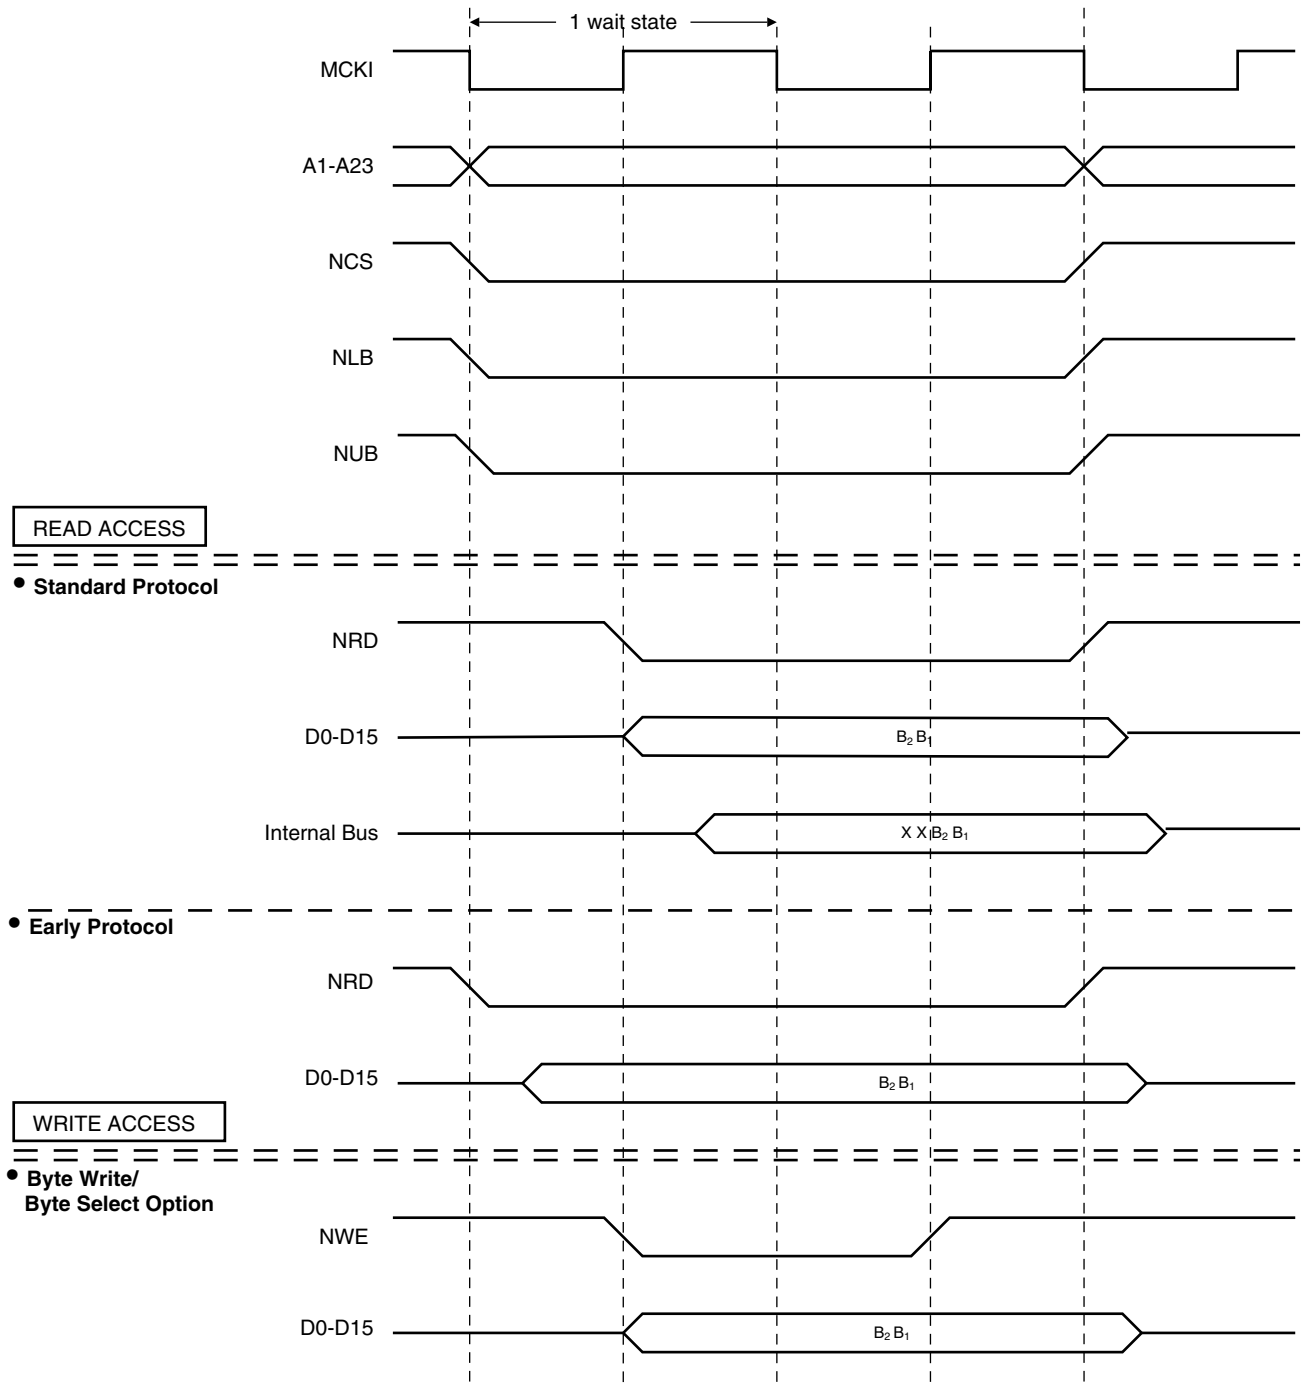 1 wait state
MCKI
A1-A23
NCS
NLB
NUB
READ ACCESS
• Standard Protocol
NRD
D0-D15
B₂ B₁
Internal Bus
X X B₂ B₁
• Early Protocol
NRD
D0-D15
B₂ B₁
WRITE ACCESS
• Byte Write/
Byte Select Option
NWE
D0-D15
B₂ B₁